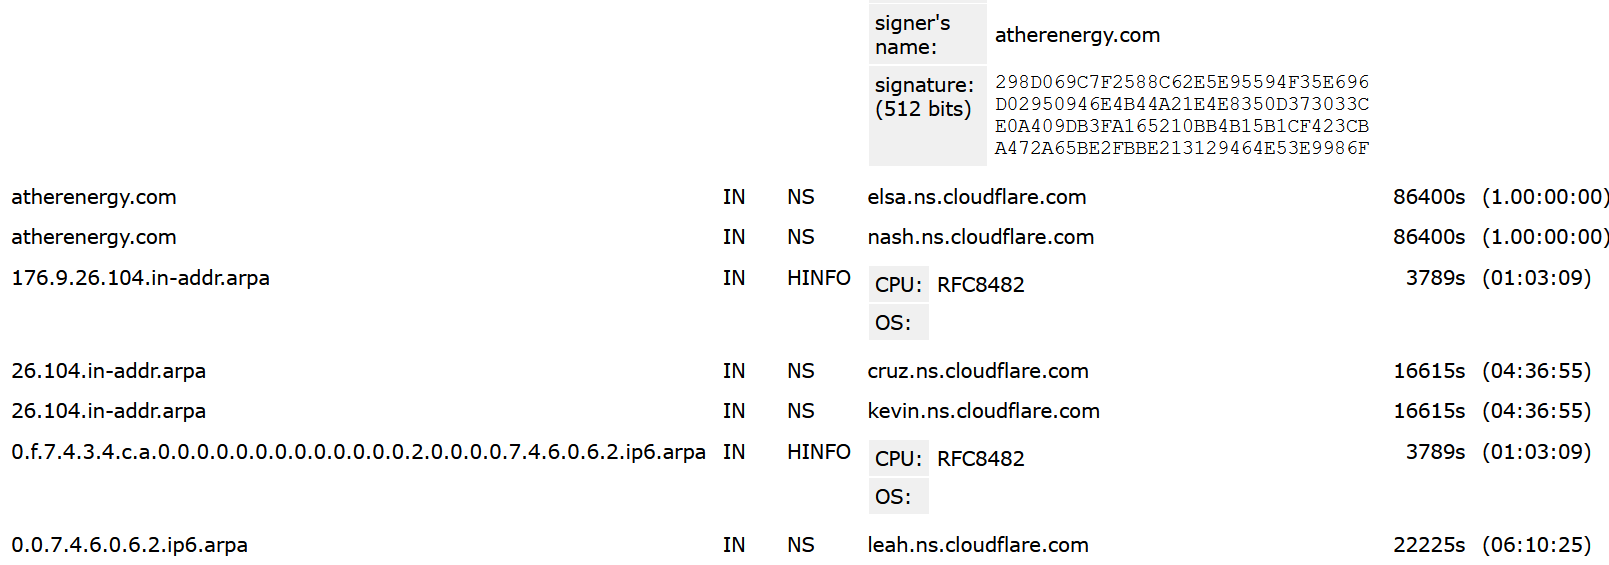 signer's
name:
atherenergy.com
signature:
(512 bits)
298D069C7F2588C62E5E95594F35E696
D02950946E4B44A21E4E8350D373033C
E0A409DB3FA165210BB4B15B1CF423CB
A472A65BE2FBBE213129464E53E9986F
atherenergy.com IN NS elsa.ns.cloudflare.com 86400s (1.00:00:00)
atherenergy.com IN NS nash.ns.cloudflare.com 86400s (1.00:00:00)
176.9.26.104.in-addr.arpa IN HINFO CPU: RFC8482 3789s (01:03:09)
OS:
26.104.in-addr.arpa IN NS cruz.ns.cloudflare.com 16615s (04:36:55)
26.104.in-addr.arpa IN NS kevin.ns.cloudflare.com 16615s (04:36:55)
0.f.7.4.3.4.c.a.0.0.0.0.0.0.0.0.0.0.0.0.0.2.0.0.0.0.7.4.6.0.6.2.ip6.arpa IN HINFO CPU: RFC8482 3789s (01:03:09)
OS:
0.0.7.4.6.0.6.2.ip6.arpa IN NS leah.ns.cloudflare.com 22225s (06:10:25)